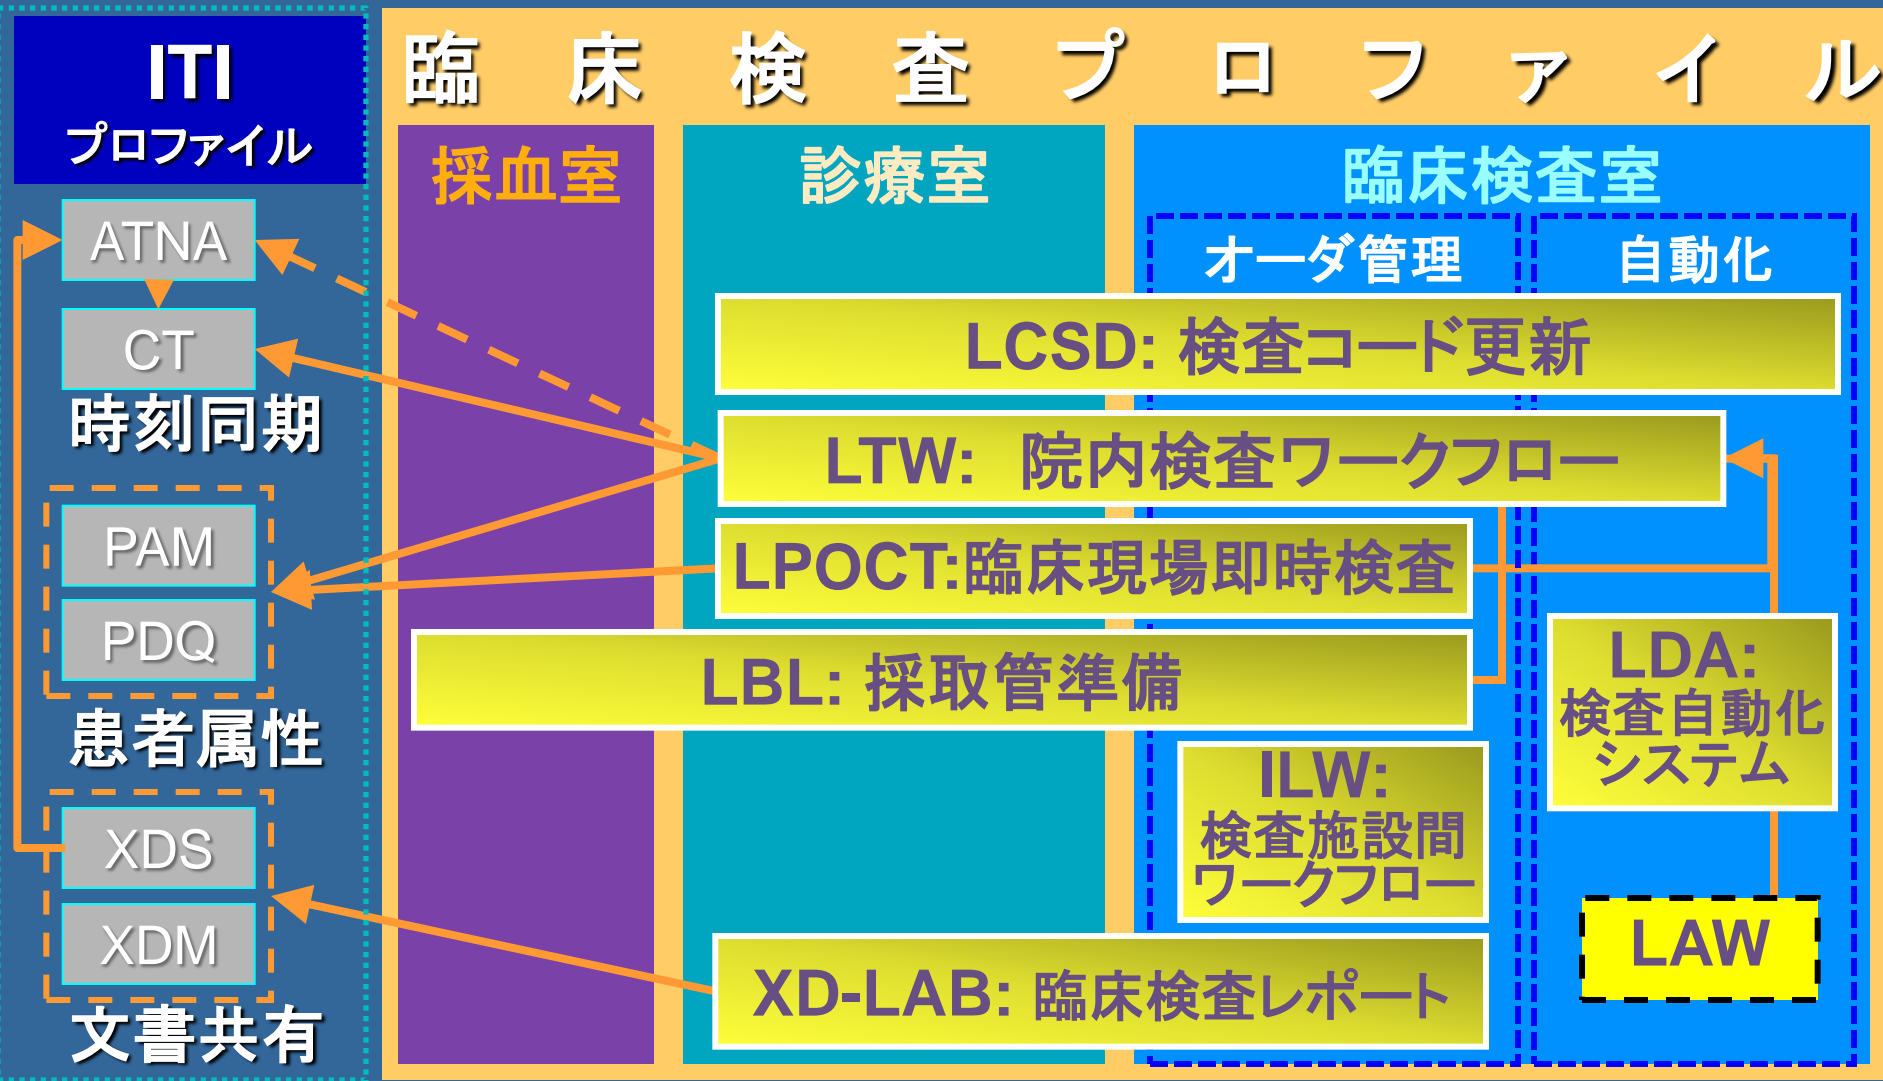 ITI
プロファイル
ATNA
CT
時刻同期
PAM
PDQ
患者属性
XDS
XDM
文書共有
臨床検査プロファイル
採血室
診療室
臨床検査室
オーダ管理
自動化
LCSD: 検査コード更新
LTW: 院内検査ワークフロー
LPOCT:臨床現場即時検査
LBL: 採取管準備
LDA:
検査自動化
システム
ILW:
検査施設間
ワークフロー
LAW
XD-LAB: 臨床検査レポート